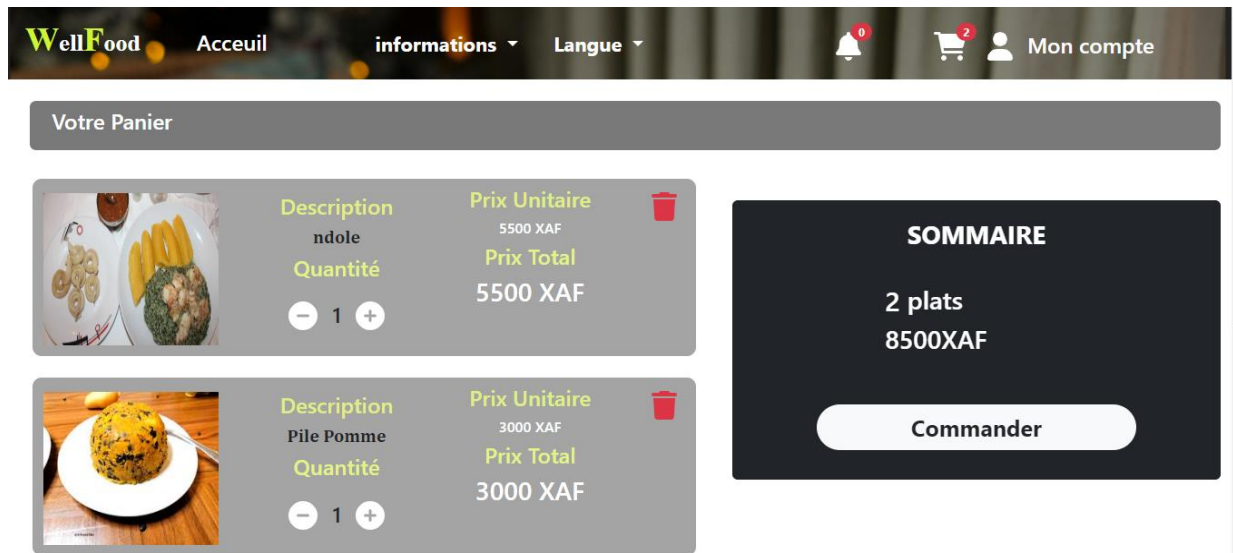 WellFood Acceuil informations Langue 0 2 Mon compte
Votre Panier
Description
ndole
Quantité
1
Prix Unitaire
5500 XAF
Prix Total
5500 XAF
Description
Pile Pomme
Quantité
1
Prix Unitaire
3000 XAF
Prix Total
3000 XAF
SOMMAIRE
2 plats
8500XAF
Commander